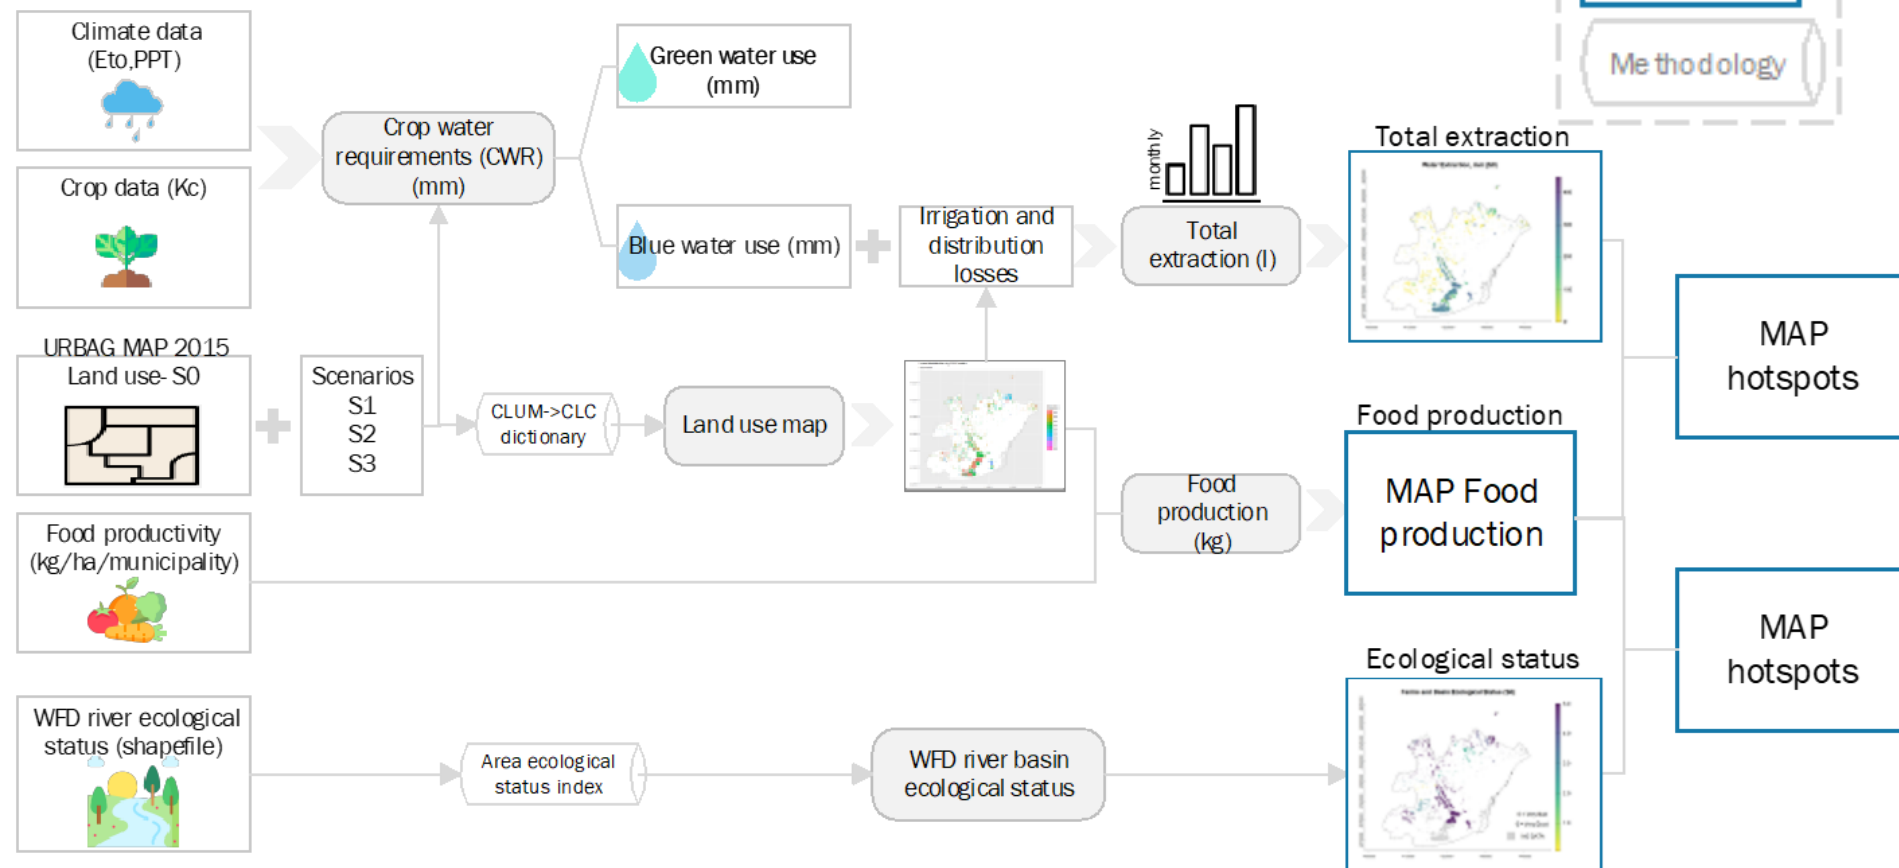 Climate data
(Eto,PPT)
Crop data (Kc)
URBAG MAP 2015
Land use- S0
Food productivity
(kg/ha/municipality)
WFD river ecological
status (shapefile)
Scenarios
S1
S2
S3
Crop water
requirements (CWR)
(mm)
CLUM->CLC
dictionary
Area ecological
status index
Green water use
(mm)
Blue water use (mm)
Land use map
Irrigation and
distribution
losses
WFD river basin
ecological status
monthly
Total
extraction (l)
Food
production
(kg)
Methodology
Total extraction
Food production
MAP Food
production
Ecological status
MAP
hotspots
MAP
hotspots